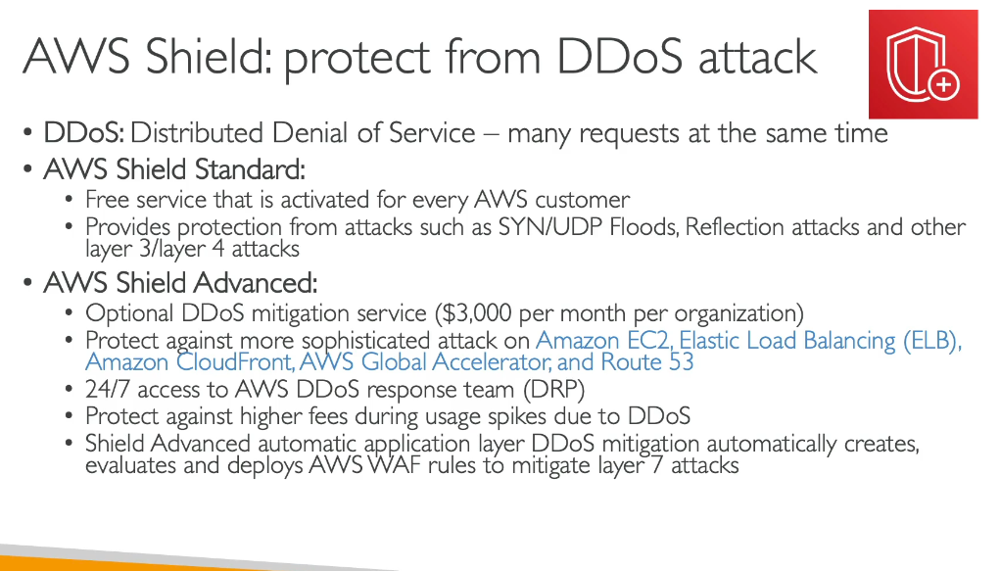 AWS Shield: protect from DDoS attack
• DDoS: Distributed Denial of Service – many requests at the same time
• AWS Shield Standard:
• Free service that is activated for every AWS customer
• Provides protection from attacks such as SYN/UDP Floods, Reflection attacks and other
layer 3/layer 4 attacks
• AWS Shield Advanced:
• Optional DDoS mitigation service ($3,000 per month per organization)
• Protect against more sophisticated attack on Amazon EC2, Elastic Load Balancing (ELB),
Amazon CloudFront, AWS Global Accelerator, and Route 53
• 24/7 access to AWS DDoS response team (DRP)
• Protect against higher fees during usage spikes due to DDoS
• Shield Advanced automatic application layer DDoS mitigation automatically creates,
evaluates and deploys AWS WAF rules to mitigate layer 7 attacks